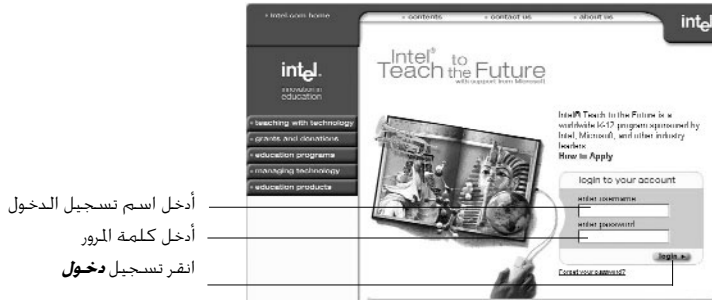 Intel.com home
contents
contact us
about us
intel
intel.
innovation in
education
Intel® Teach to the Future
with support from Microsoft
teaching with technology
grants and donations
education programs
managing technology
education products
Intel® Teach to the Future is a
worldwide K-12 program sponsored by
Intel, Microsoft, and other industry
leaders
How to Apply
login to your account
enter username
enter password
login
Forgot your password?
أدخل اسم تسجيل الدخول
أدخل كلمة المرور
انقر تسجيل دخول